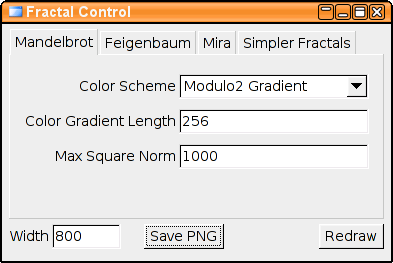 Fractal Control
Mandelbrot Feigenbaum Mira Simpler Fractals
Color Scheme Modulo2 Gradient
Color Gradient Length 256
Max Square Norm 1000
Width 800 Save PNG Redraw